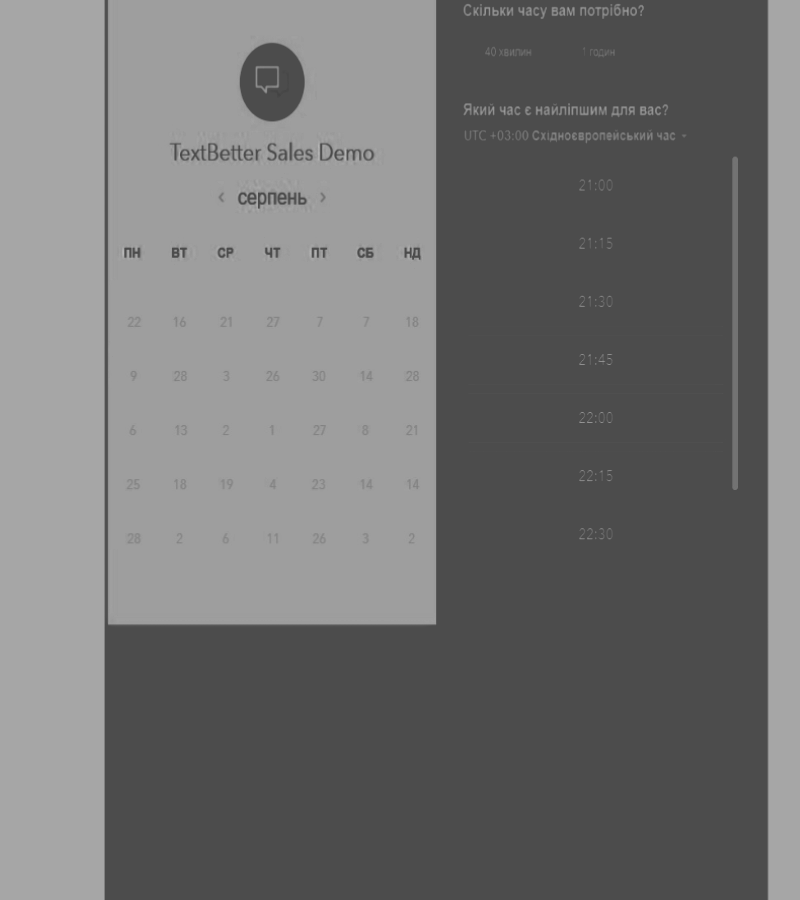 TextBetter Sales Demo
‹ серпень ›
ПН ВТ СР ЧТ ПТ СБ НД
22 16 21 27 7 7 18
9 28 3 26 30 14 28
6 13 2 1 27 8 21
25 18 19 4 23 14 14
28 2 6 11 26 3 2
Скільки часу вам потрібно?
40 хвилин 1 годин
Який час є найліпшим для вас?
UTC +03:00 Східноєвропейський час
21:00
21:15
21:30
21:45
22:00
22:15
22:30